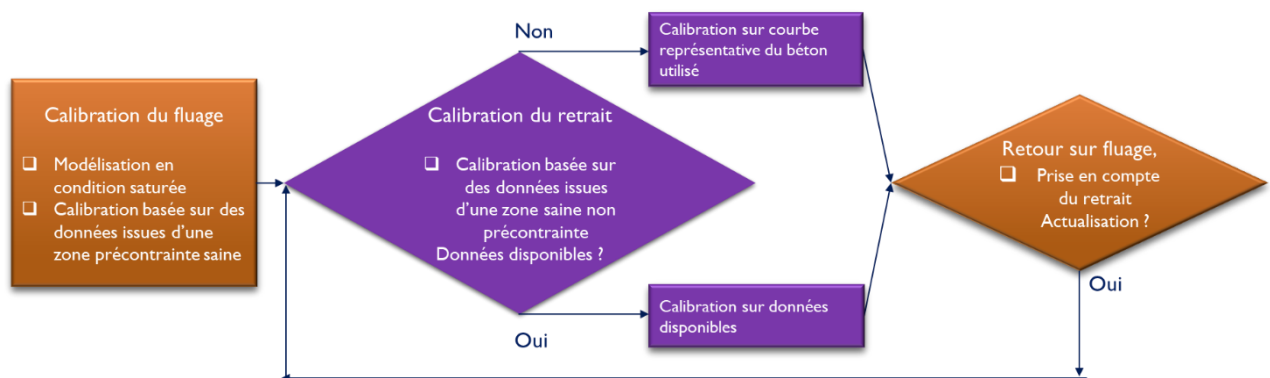 Calibration du fluage
❑ Modélisation en
condition saturée
❑ Calibration basée sur des
données issues d'une
zone précontrainte saine
Calibration du retrait
❑ Calibration basée sur
des données issues
d'une zone saine non
précontrainte
Données disponibles ?
Non
Calibration sur courbe
représentative du béton
utilisé
Oui
Calibration sur données
disponibles
Retour sur fluage,
❑ Prise en compte
du retrait
Actualisation ?
Oui